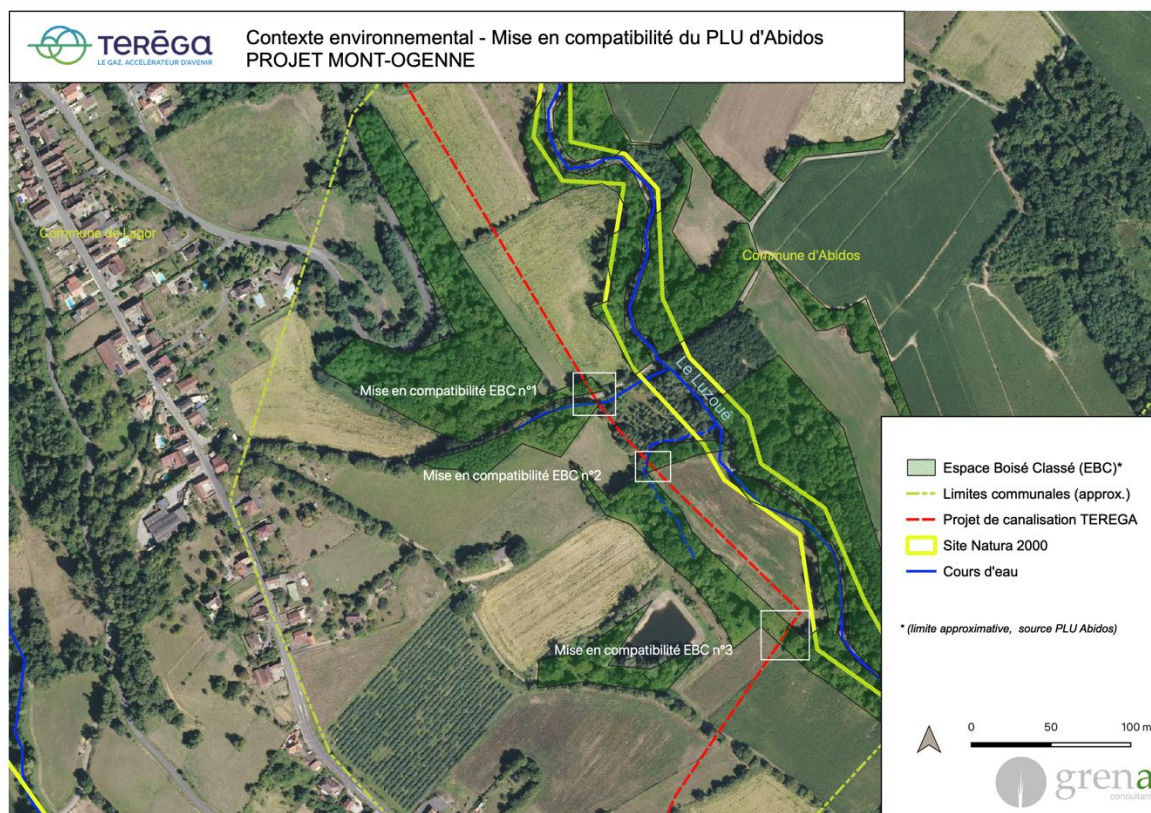 TERĒGA
LE GAZ, ACCÉLÉRATEUR D'AVENIR
Contexte environnemental - Mise en compatibilité du PLU d'Abidos
PROJET MONT-OGENNE
Commune de Lagor
Commune d'Abidos
Le Luzoué
Mise en compatibilité EBC n°1
Mise en compatibilité EBC n°2
Mise en compatibilité EBC n°3
Espace Boisé Classé (EBC)*
Limites communales (approx.)
Projet de canalisation TEREGA
Site Natura 2000
Cours d'eau
* (limite approximative, source PLU Abidos)
0 50 100 m
grena
consultant